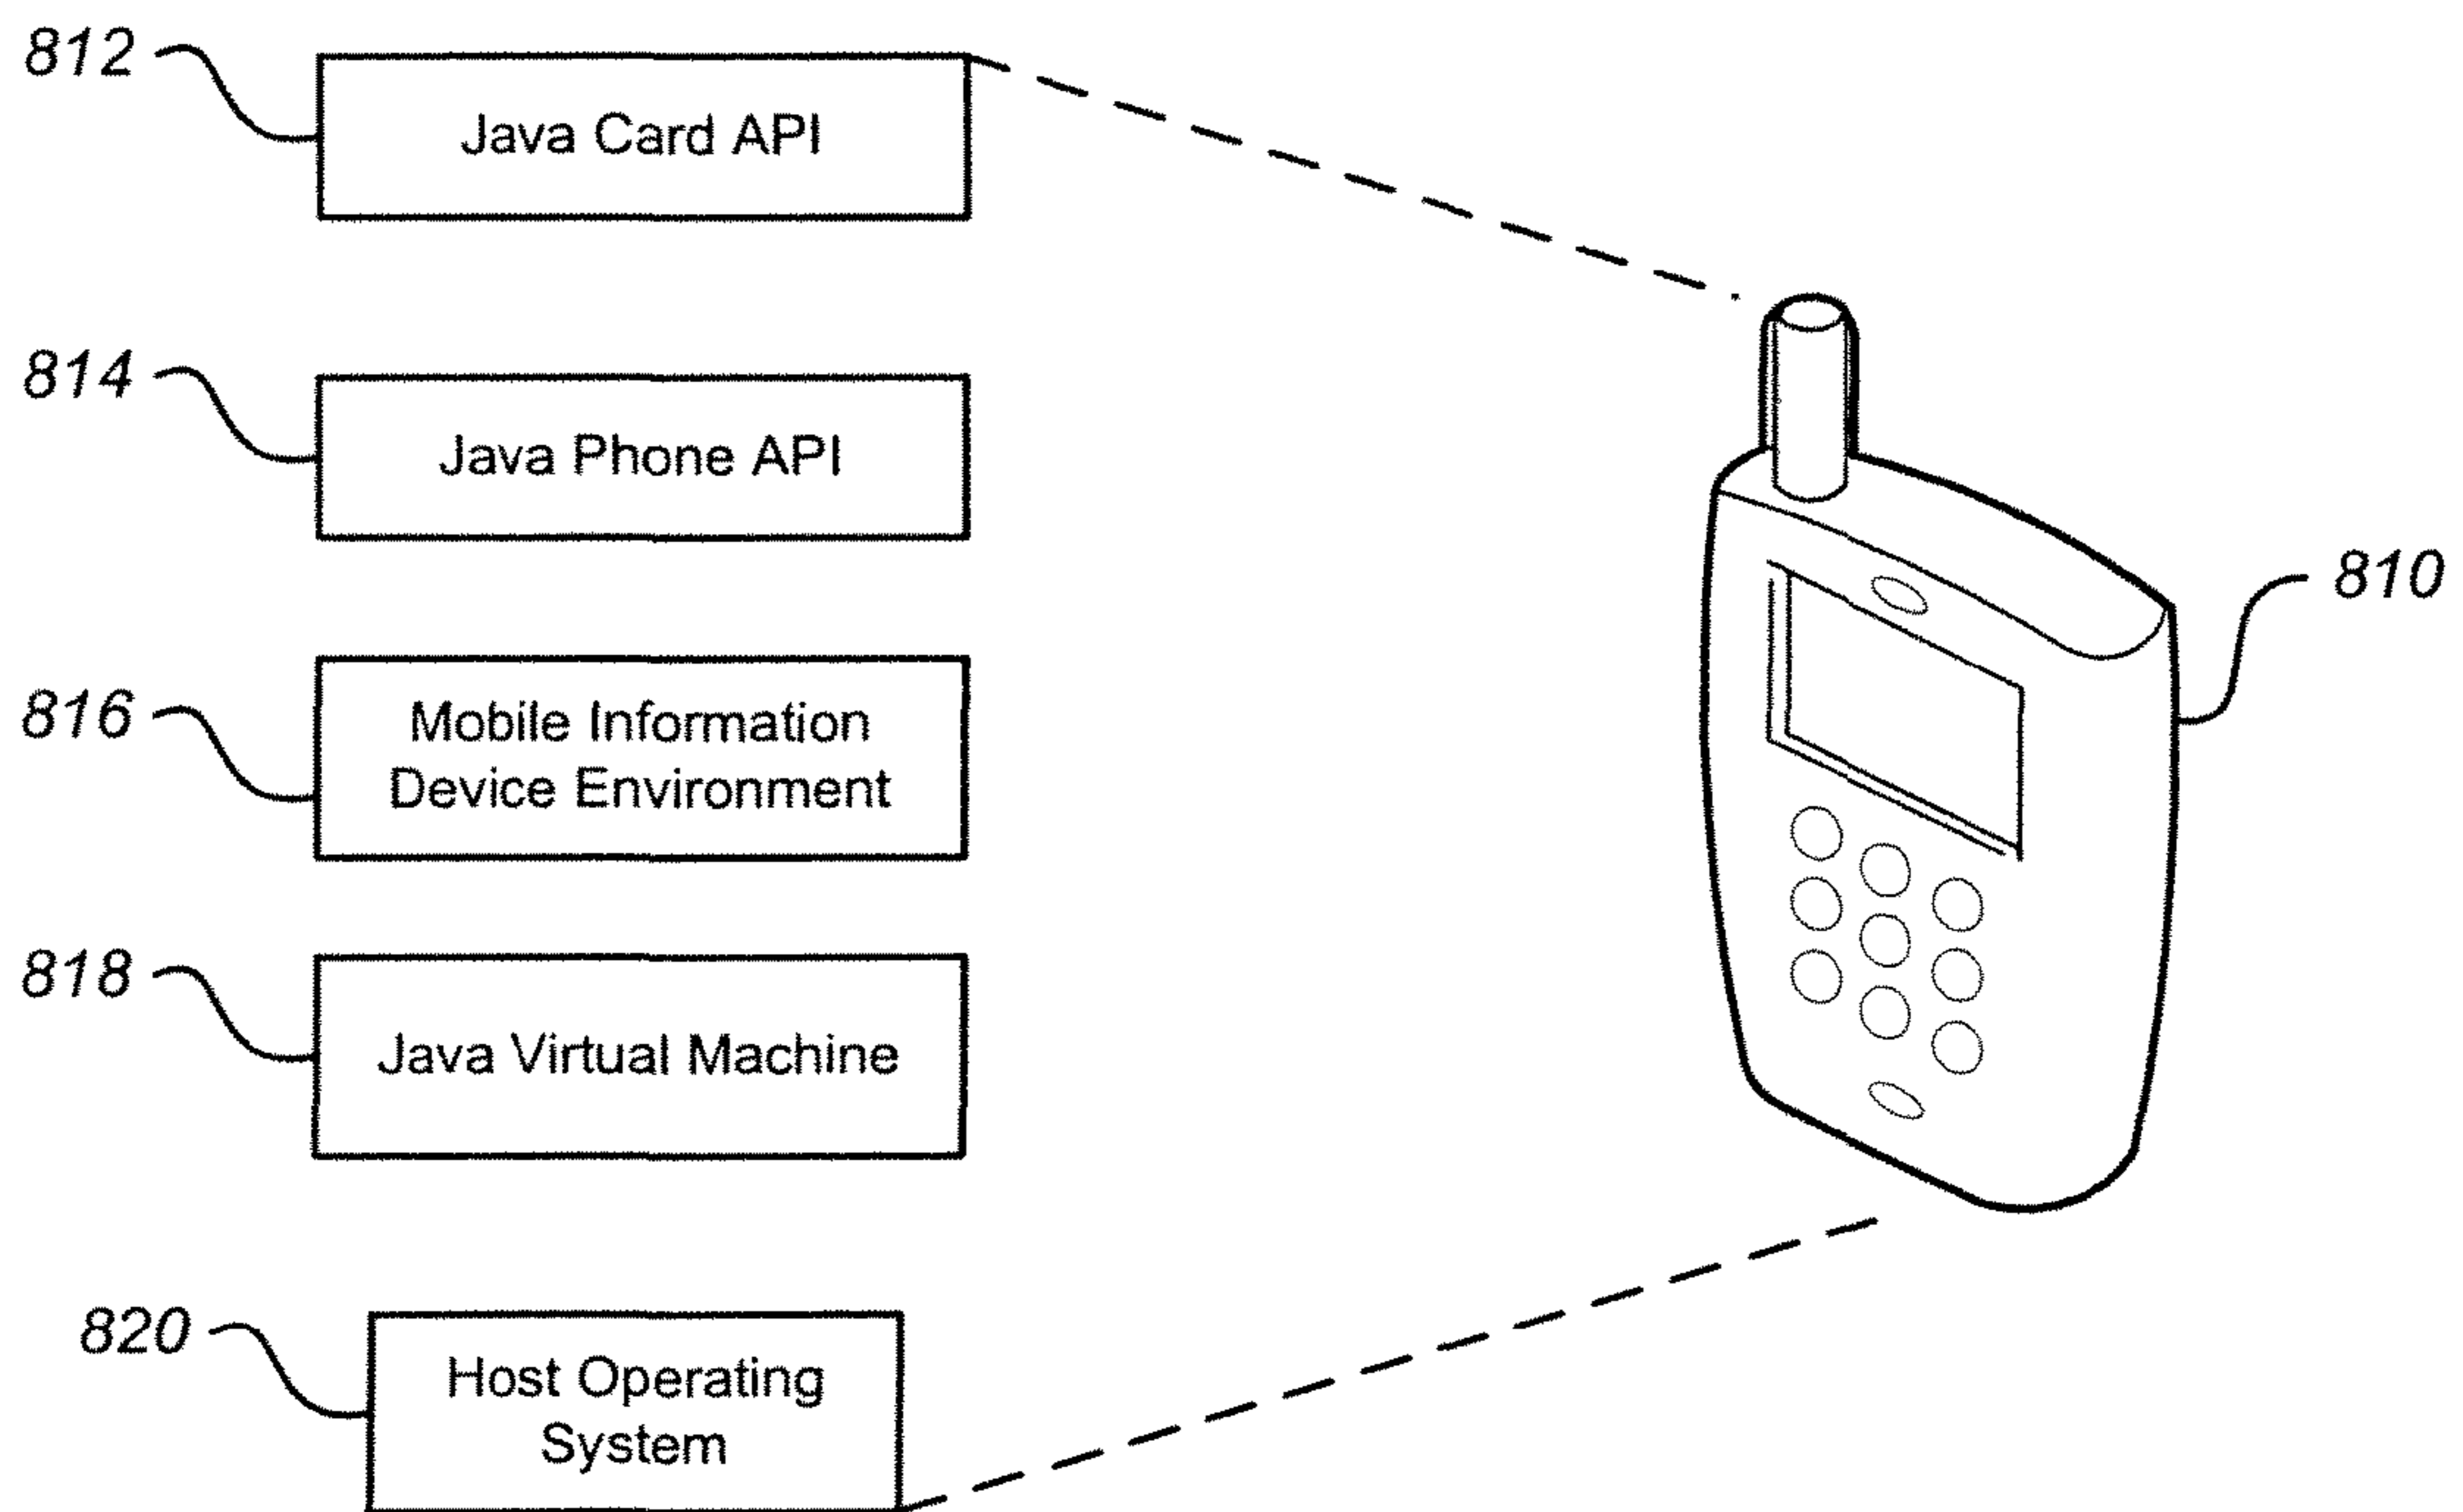 812
Java Card API
814
Java Phone API
810
816
Mobile Information
Device Environment
818
Java Virtual Machine
820
Host Operating
System